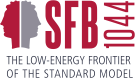 SFB
1044
THE LOW-ENERGY FRONTIER
OF THE STANDARD MODEL